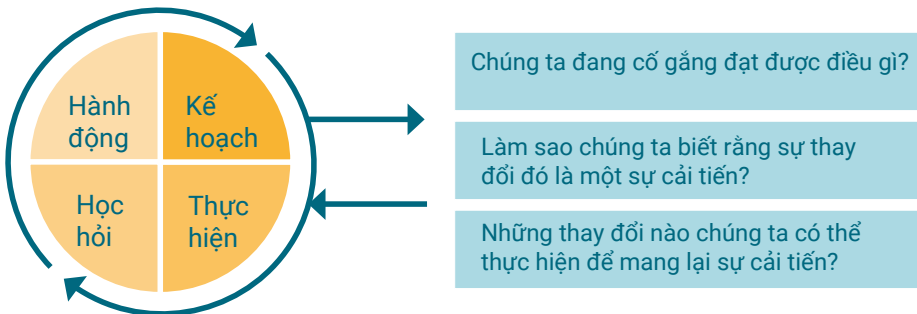 Hành
động
Kế
hoạch
Học
hỏi
Thực
hiện
Chúng ta đang cố gắng đạt được điều gì?
Làm sao chúng ta biết rằng sự thay
đổi đó là một sự cải tiến?
Những thay đổi nào chúng ta có thể
thực hiện để mang lại sự cải tiến?